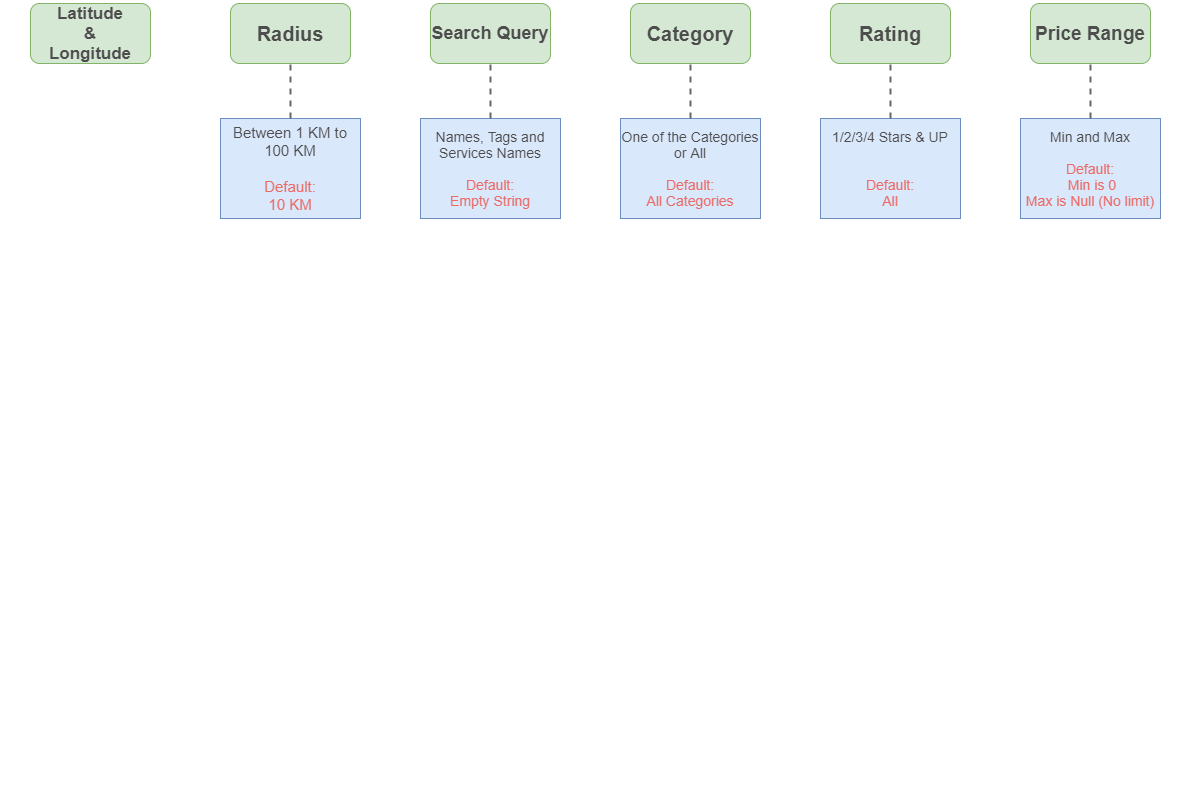 Latitude
&
Longitude
Radius
Search Query
Category
Rating
Price Range
Between 1 KM to
100 KM
Default:
10 KM
Names, Tags and
Services Names
Default:
Empty String
One of the Categories
or All
Default:
All Categories
1/2/3/4 Stars & UP
Default:
All
Min and Max
Default:
Min is 0
Max is Null (No limit)